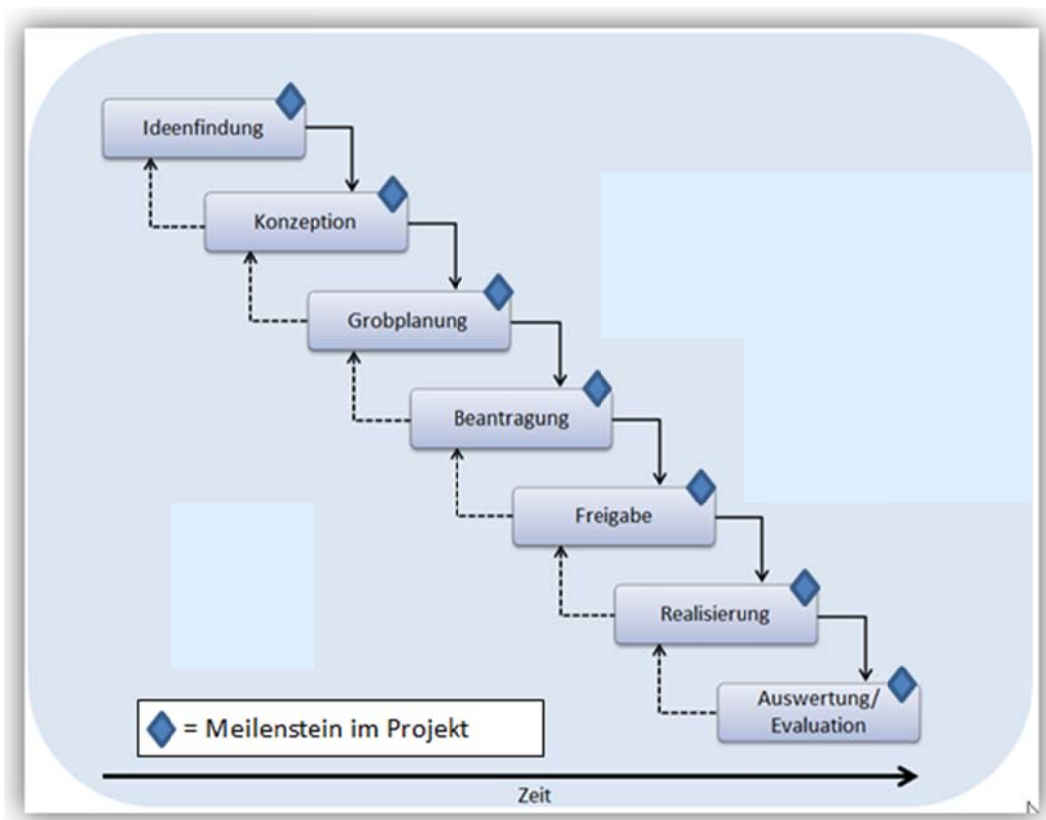 Ideenfindung
Konzeption
Grobplanung
Beantragung
Freigabe
Realisierung
Auswertung/
Evaluation
= Meilenstein im Projekt
Zeit